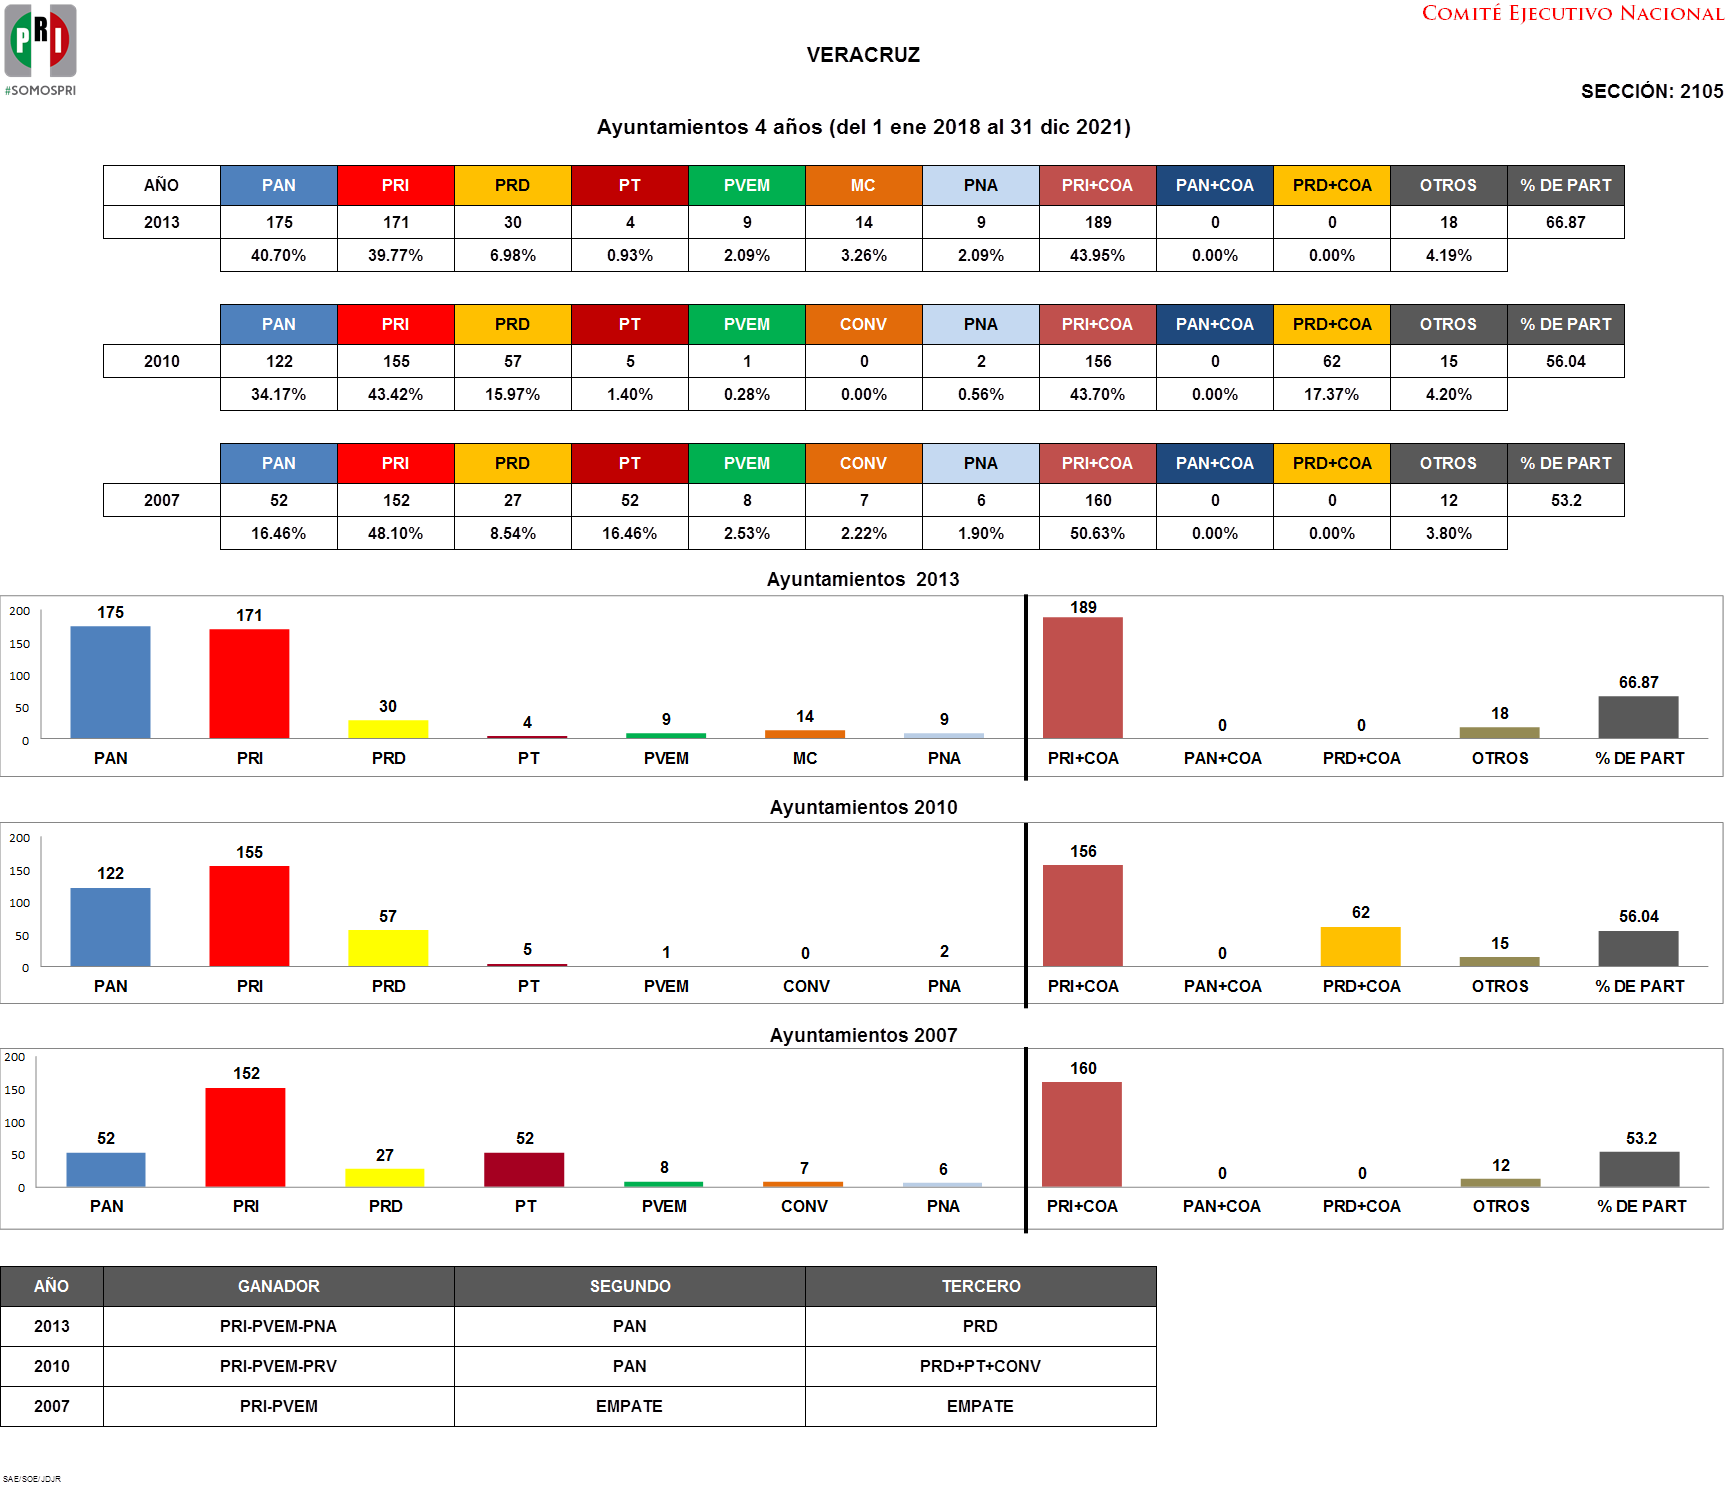 PRI
#SOMOSPRI
COMITÉ EJECUTIVO NACIONAL
VERACRUZ
SECCIÓN: 2105
Ayuntamientos 4 años (del 1 ene 2018 al 31 dic 2021)
AÑO PAN PRI PRD PT PVEM MC PNA PRI+COA PAN+COA PRD+COA OTROS % DE PART
2013 175 171 30 4 9 14 9 189 0 0 18 66.87
40.70% 39.77% 6.98% 0.93% 2.09% 3.26% 2.09% 43.95% 0.00% 0.00% 4.19%
PAN PRI PRD PT PVEM CONV PNA PRI+COA PAN+COA PRD+COA OTROS % DE PART
2010 122 155 57 5 1 0 2 156 0 62 15 56.04
34.17% 43.42% 15.97% 1.40% 0.28% 0.00% 0.56% 43.70% 0.00% 17.37% 4.20%
PAN PRI PRD PT PVEM CONV PNA PRI+COA PAN+COA PRD+COA OTROS % DE PART
2007 52 152 27 52 8 7 6 160 0 0 12 53.2
16.46% 48.10% 8.54% 16.46% 2.53% 2.22% 1.90% 50.63% 0.00% 0.00% 3.80%
Ayuntamientos 2013
200
150
100
50
0
175 171 30 4 9 14 9 189 0 0 18 66.87
PAN PRI PRD PT PVEM MC PNA PRI+COA PAN+COA PRD+COA OTROS % DE PART
Ayuntamientos 2010
200
150
100
50
0
122 155 57 5 1 0 2 156 0 62 15 56.04
PAN PRI PRD PT PVEM CONV PNA PRI+COA PAN+COA PRD+COA OTROS % DE PART
Ayuntamientos 2007
200
150
100
50
0
52 152 27 52 8 7 6 160 0 0 12 53.2
PAN PRI PRD PT PVEM CONV PNA PRI+COA PAN+COA PRD+COA OTROS % DE PART
AÑO GANADOR SEGUNDO TERCERO
2013 PRI-PVEM-PNA PAN PRD
2010 PRI-PVEM-PRV PAN PRD+PT+CONV
2007 PRI-PVEM EMPATE EMPATE
SAE/SOE/JDJR